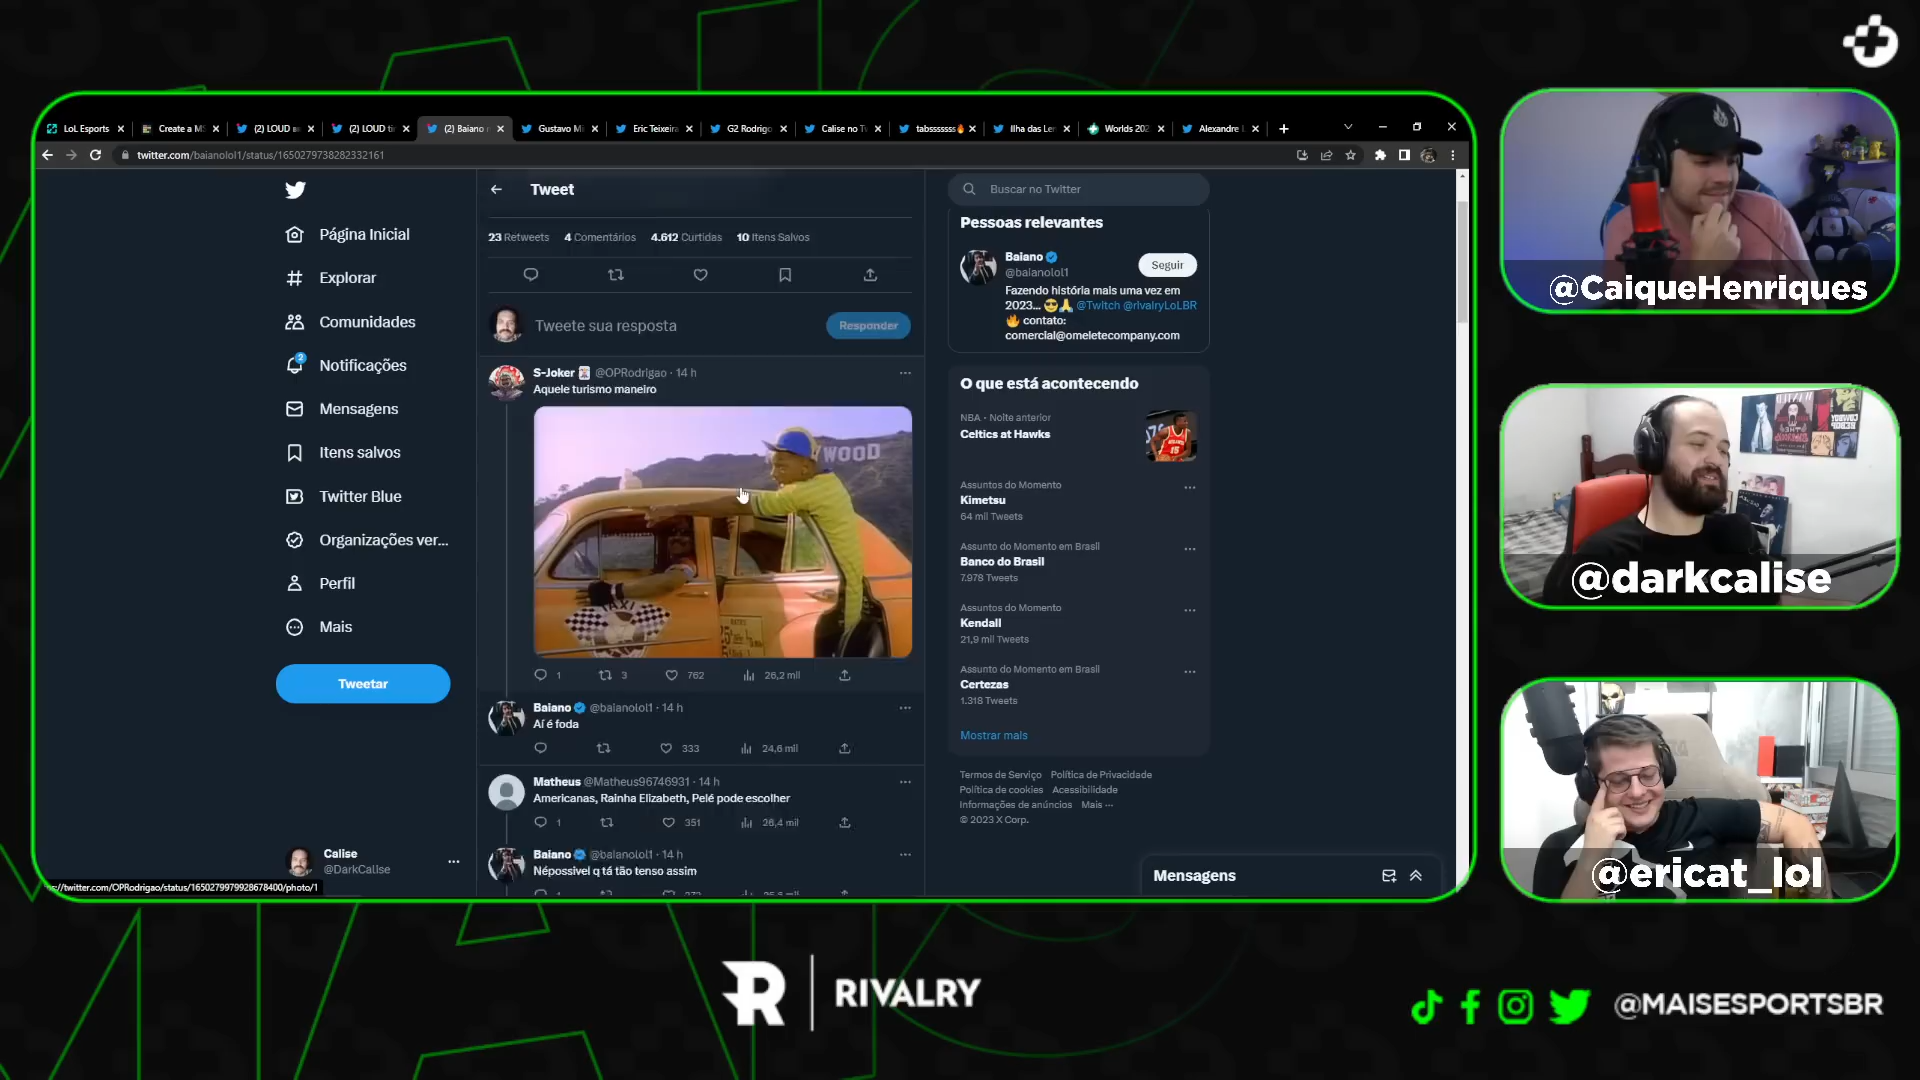 LoL Esports
Create a M
(2) LOUD
(2) LOUD
(2) Baiano
Gustavo
Eric Teixeira
G2 Rodrigo
Calise no
tabssssss🔥
Ilha das
Worlds 202
Alexandre
twitter.com/baianolol1/status/1650279738282332161
Página Inicial
Explorar
Comunidades
2
Notificações
Mensagens
Itens salvos
Twitter Blue
Organizações ver...
Perfil
Mais
Tweetar
Calise
@DarkCalise
s://twitter.com/OPRodrigao/status/1650279979928678400/photo/1
Tweet
23 Retweets 4 Comentários 4.612 Curtidas 10 Itens Salvos
Tweete sua resposta
Responder
S-Joker 🃏 @OPRodrigao · 14 h
Aquele turismo maneiro
WOOD
TAXI
RATES
1 3 762 26,2 mil
Baiano @baianolol1 · 14 h
Aí é foda
333 24,6 mil
Matheus @Matheus96746931 · 14 h
Americanas, Rainha Elizabeth, Pelé pode escolher
1 351 26,4 mil
Baiano @baianolol1 · 14 h
Népossivel q tá tão tenso assim
Buscar no Twitter
Pessoas relevantes
Baiano
@baianolol1
Seguir
Fazendo história mais uma vez em
2023... 😎🙏 @Twitch @rivalryLoLBR
🔥 contato:
comercial@omeletecompany.com
O que está acontecendo
NBA · Noite anterior
Celtics at Hawks
15
Assuntos do Momento
Kimetsu
64 mil Tweets
Assunto do Momento em Brasil
Banco do Brasil
7.978 Tweets
Assuntos do Momento
Kendall
21,9 mil Tweets
Assunto do Momento em Brasil
Certezas
1.318 Tweets
Mostrar mais
Termos de Serviço Política de Privacidade
Política de cookies Acessibilidade
Informações de anúncios Mais ···
© 2023 X Corp.
Mensagens
@CaiqueHenriques
@darkcalise
@ericat_lol
R RIVALRY
@MAISESPORTSBR